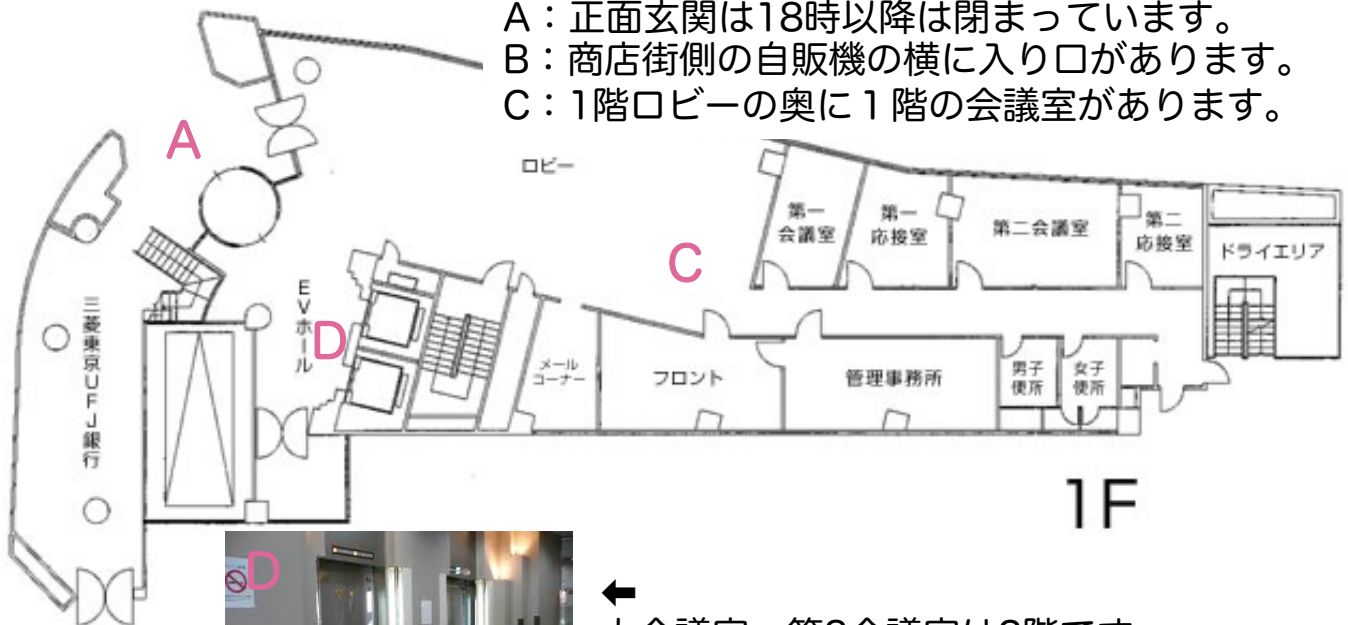 A：正面玄関は18時以降は閉まっています。
B：商店街側の自販機の横に入り口があります。
C：1階ロビーの奥に１階の会議室があります。
A
ロビー
第一
会議室
第一
応接室
第二会議室
第二
応接室
ドライエリア
C
EVホール
D
三菱東京UFJ銀行
メール
コーナー
フロント
管理事務所
男子
便所
女子
便所
1F
D
⬅